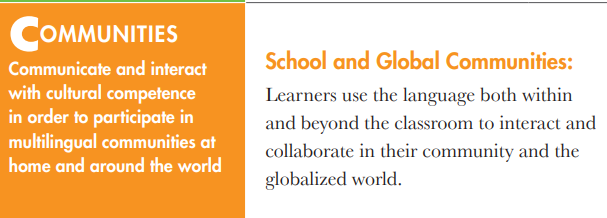 COMMUNITIES
Communicate and interact
with cultural competence
in order to participate in
multilingual communities at
home and around the world
School and Global Communities:
Learners use the language both within
and beyond the classroom to interact and
collaborate in their community and the
globalized world.